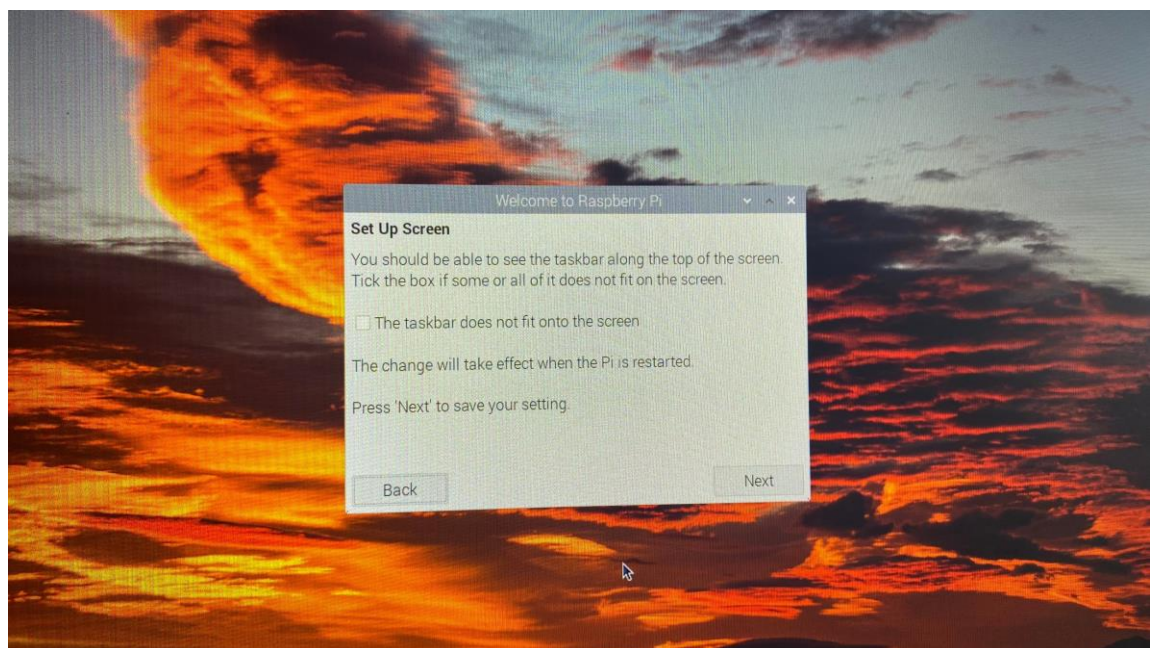 Welcome to Raspberry Pi
Set Up Screen
You should be able to see the taskbar along the top of the screen.
Tick the box if some or all of it does not fit on the screen.
The taskbar does not fit onto the screen
The change will take effect when the Pi is restarted.
Press 'Next' to save your setting.
Back
Next